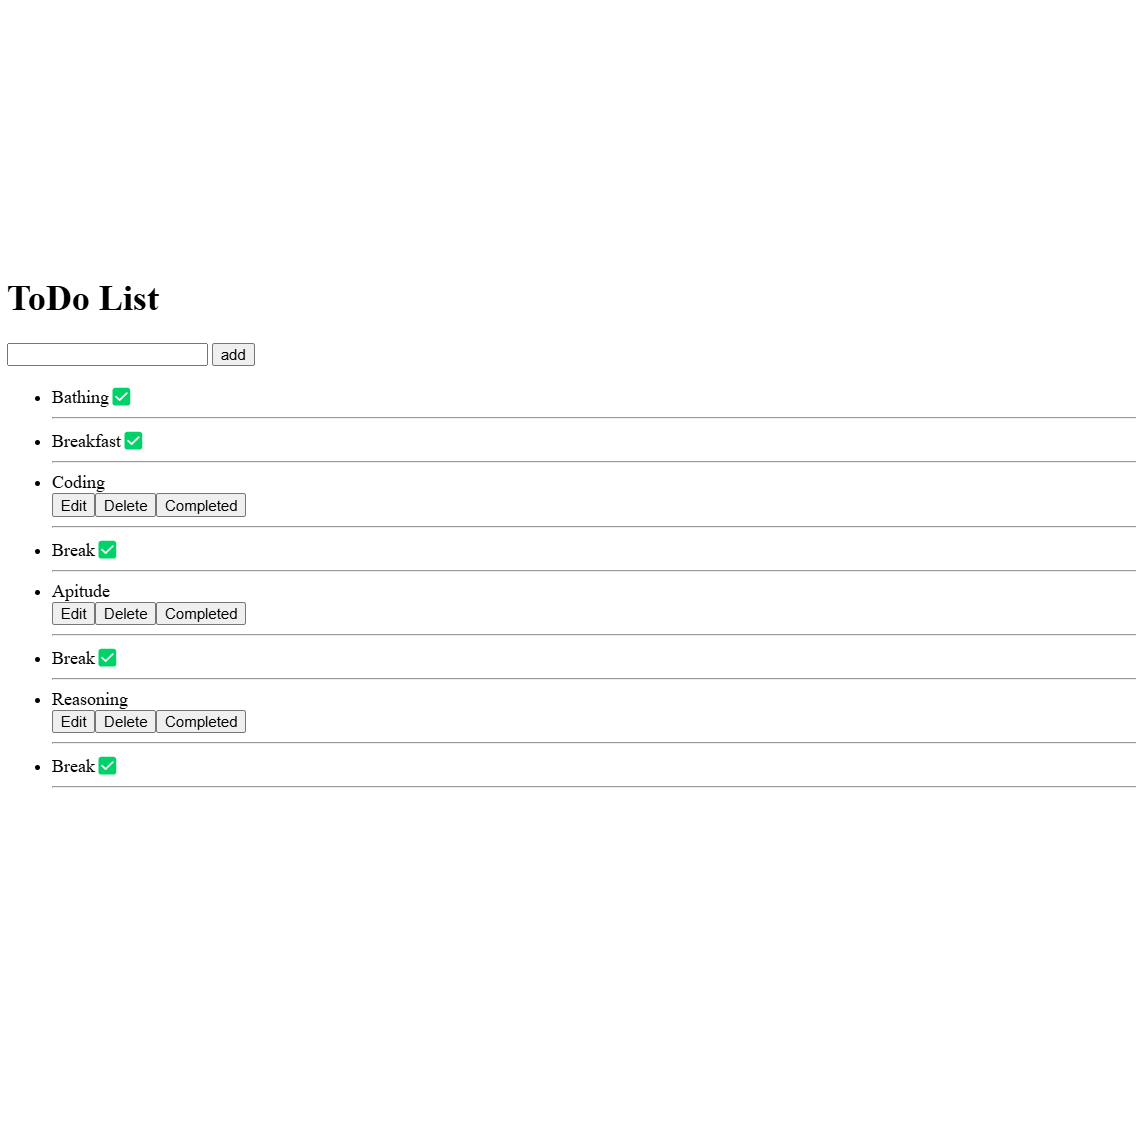 ToDo List
add
Bathing
Breakfast
Coding
Edit Delete Completed
Break
Apitude
Edit Delete Completed
Break
Reasoning
Edit Delete Completed
Break